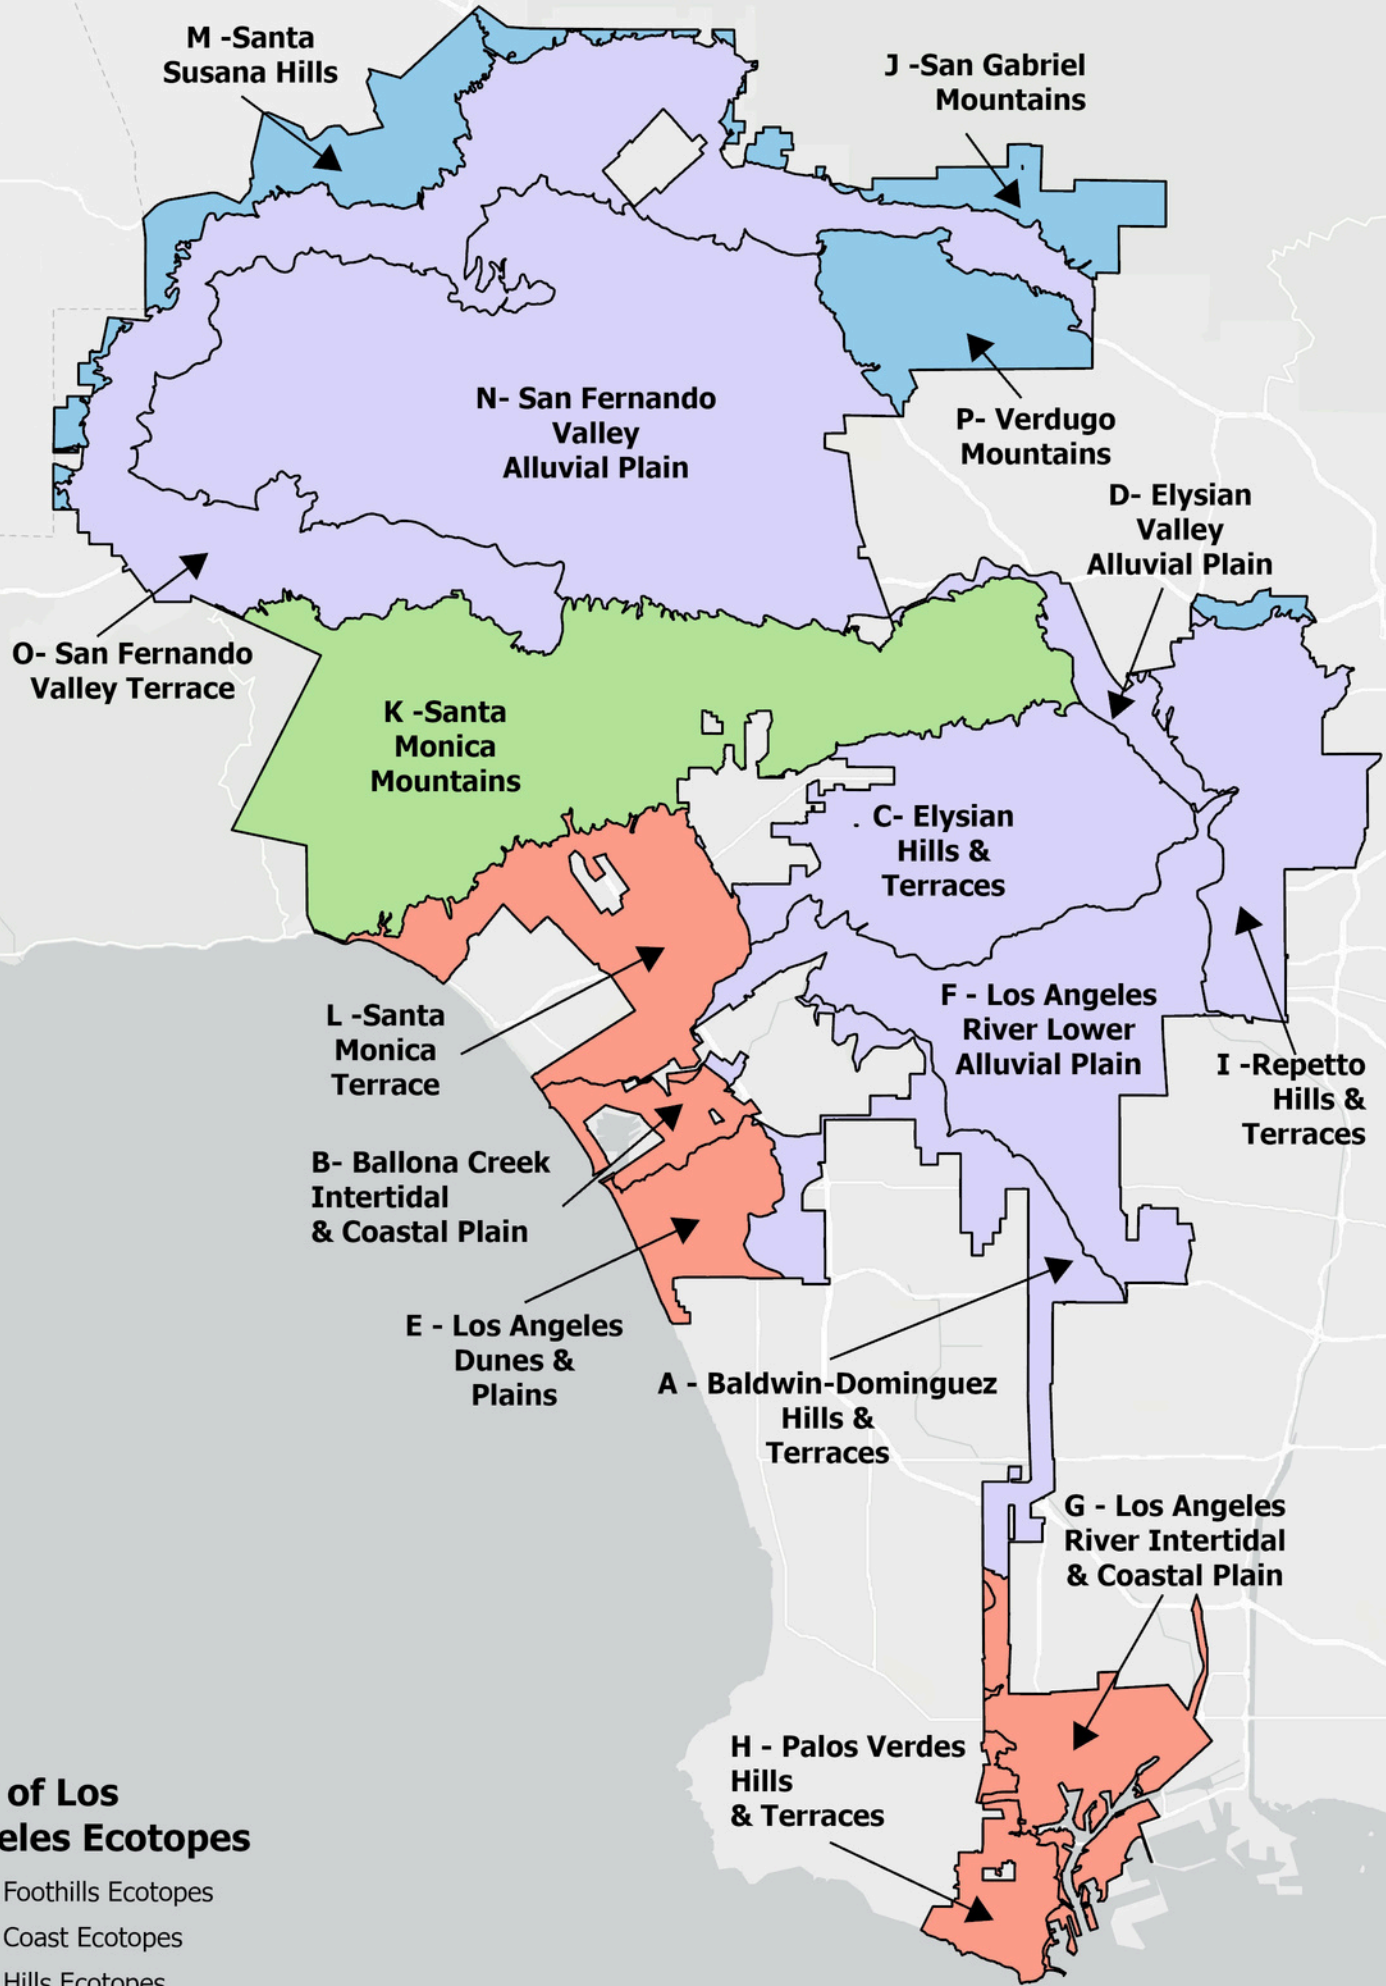 M -Santa
Susana Hills
J -San Gabriel
Mountains
N- San Fernando
Valley
Alluvial Plain
P- Verdugo
Mountains
D- Elysian
Valley
Alluvial Plain
O- San Fernando
Valley Terrace
K -Santa
Monica
Mountains
. C- Elysian
Hills &
Terraces
L -Santa
Monica
Terrace
F - Los Angeles
River Lower
Alluvial Plain
I -Repetto
Hills &
Terraces
B- Ballona Creek
Intertidal
& Coastal Plain
E - Los Angeles
Dunes &
Plains
A - Baldwin-Dominguez
Hills &
Terraces
G - Los Angeles
River Intertidal
& Coastal Plain
H - Palos Verdes
Hills
& Terraces
of Los
eles Ecotopes
Foothills Ecotopes
Coast Ecotopes
Hills Ecotopes